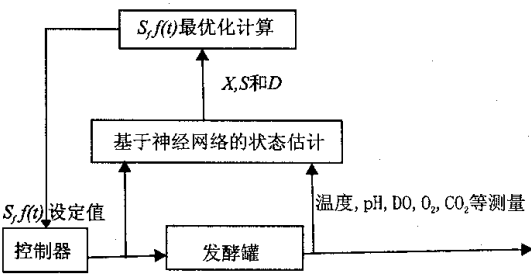 S_f f(t)最优化计算
X,S和D
基于神经网络的状态估计
S_f f(t)设定值
温度, pH, DO, O₂, CO₂等测量
控制器
发酵罐